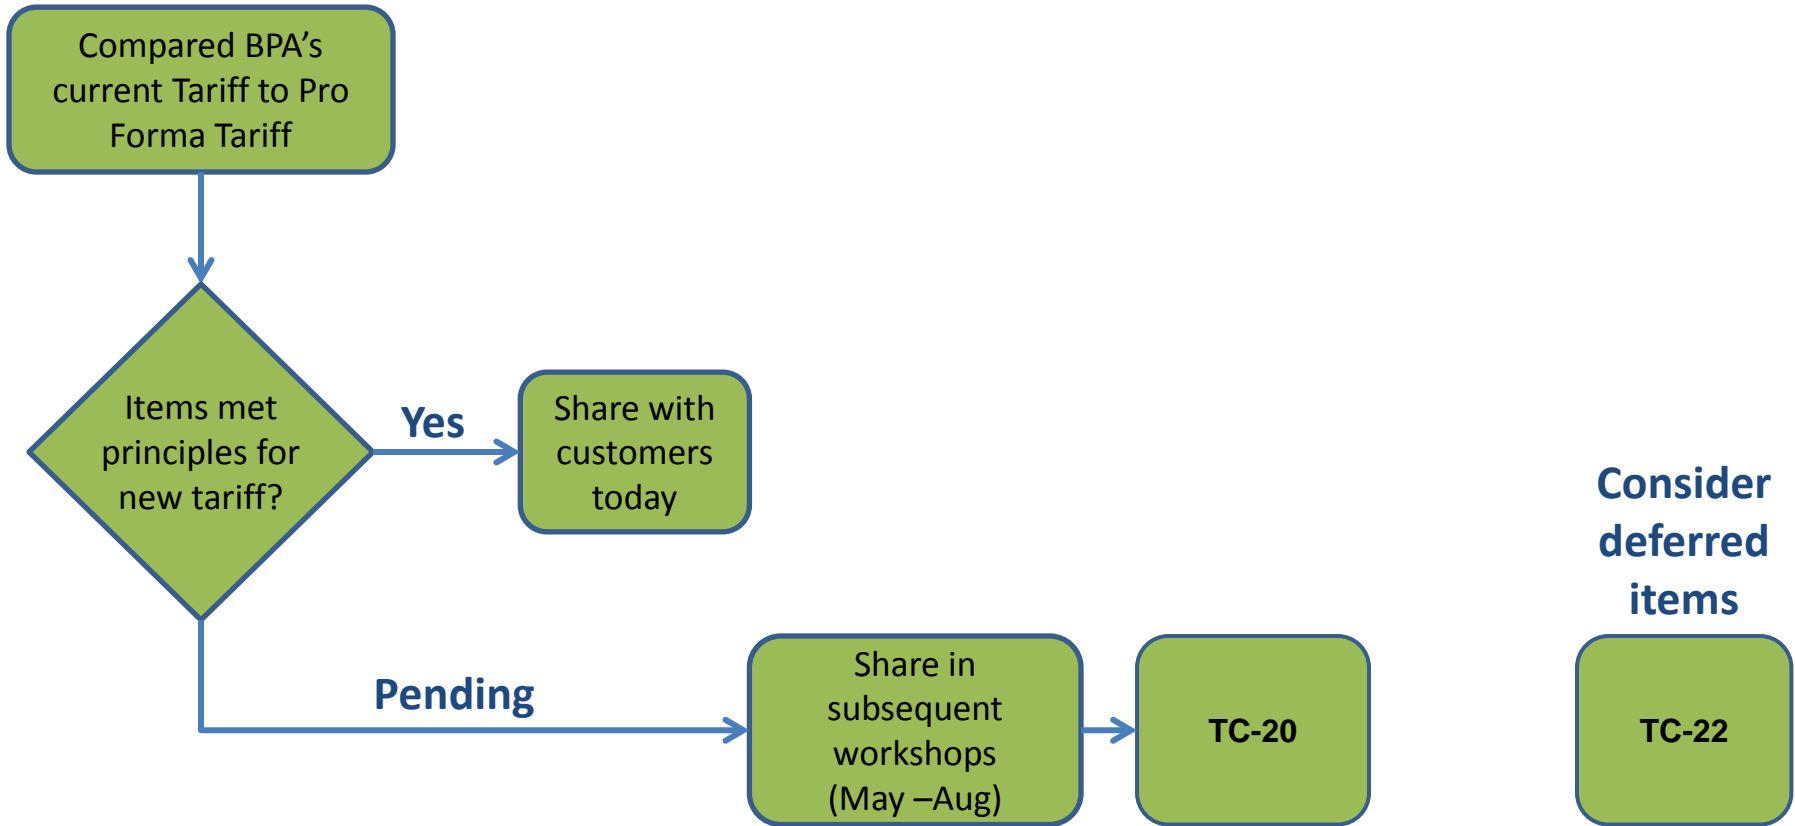 Compared BPA’s
current Tariff to Pro
Forma Tariff
Items met
principles for
new tariff?
Yes
Share with
customers
today
Pending
Share in
subsequent
workshops
(May –Aug)
TC-20
Consider
deferred
items
TC-22